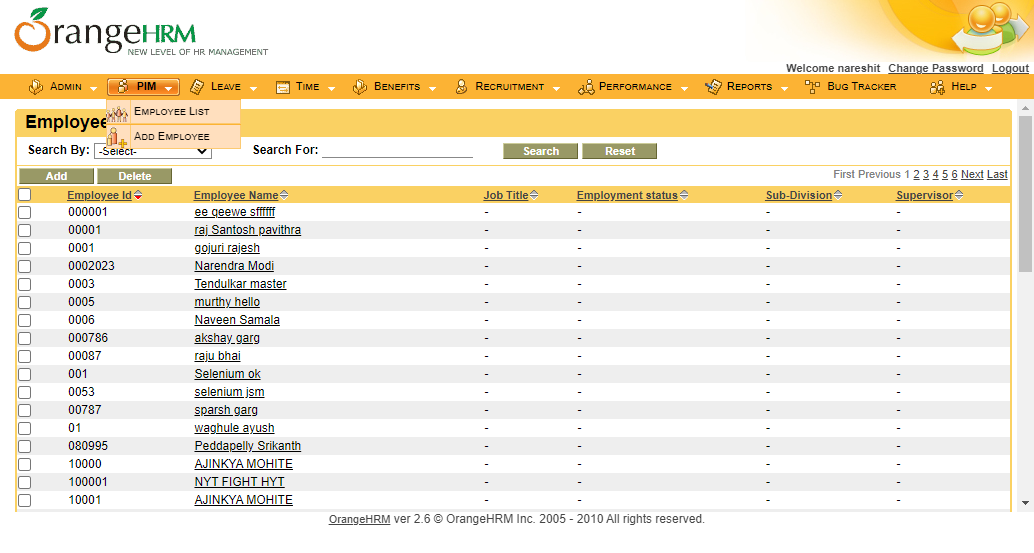 OrangeHRM
NEW LEVEL OF HR MANAGEMENT
Welcome nareshit Change Password Logout
ADMIN PIM LEAVE TIME BENEFITS RECRUITMENT PERFORMANCE REPORTS BUG TRACKER HELP
EMPLOYEE LIST
ADD EMPLOYEE
Employee
Search By: -Select- Search For: Search Reset
Add Delete First Previous 1 2 3 4 5 6 Next Last
Employee Id Employee Name Job Title Employment status Sub-Division Supervisor
000001 ee qeewe sffffff - - - -
00001 raj Santosh pavithra - - - -
0001 gojuri rajesh - - - -
0002023 Narendra Modi - - - -
0003 Tendulkar master - - - -
0005 murthy hello - - - -
0006 Naveen Samala - - - -
000786 akshay garg - - - -
00087 raju bhai - - - -
001 Selenium ok - - - -
0053 selenium jsm - - - -
00787 sparsh garg - - - -
01 waghule ayush - - - -
080995 Peddapelly Srikanth - - - -
10000 AJINKYA MOHITE - - - -
100001 NYT FIGHT HYT - - - -
10001 AJINKYA MOHITE - - - -
OrangeHRM ver 2.6 © OrangeHRM Inc. 2005 - 2010 All rights reserved.